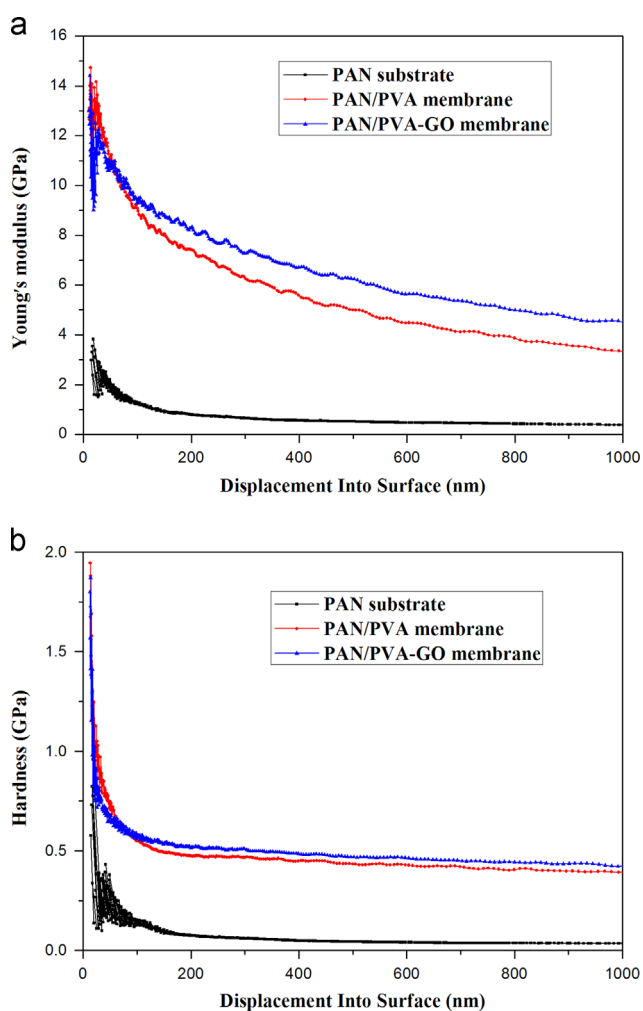 a
16
14
12
10
8
6
4
2
0
Young's modulus (GPa)
PAN substrate
PAN/PVA membrane
PAN/PVA-GO membrane
0 200 400 600 800 1000
Displacement Into Surface (nm)
b
2.0
1.5
1.0
0.5
0.0
Hardness (GPa)
PAN substrate
PAN/PVA membrane
PAN/PVA-GO membrane
0 200 400 600 800 1000
Displacement Into Surface (nm)